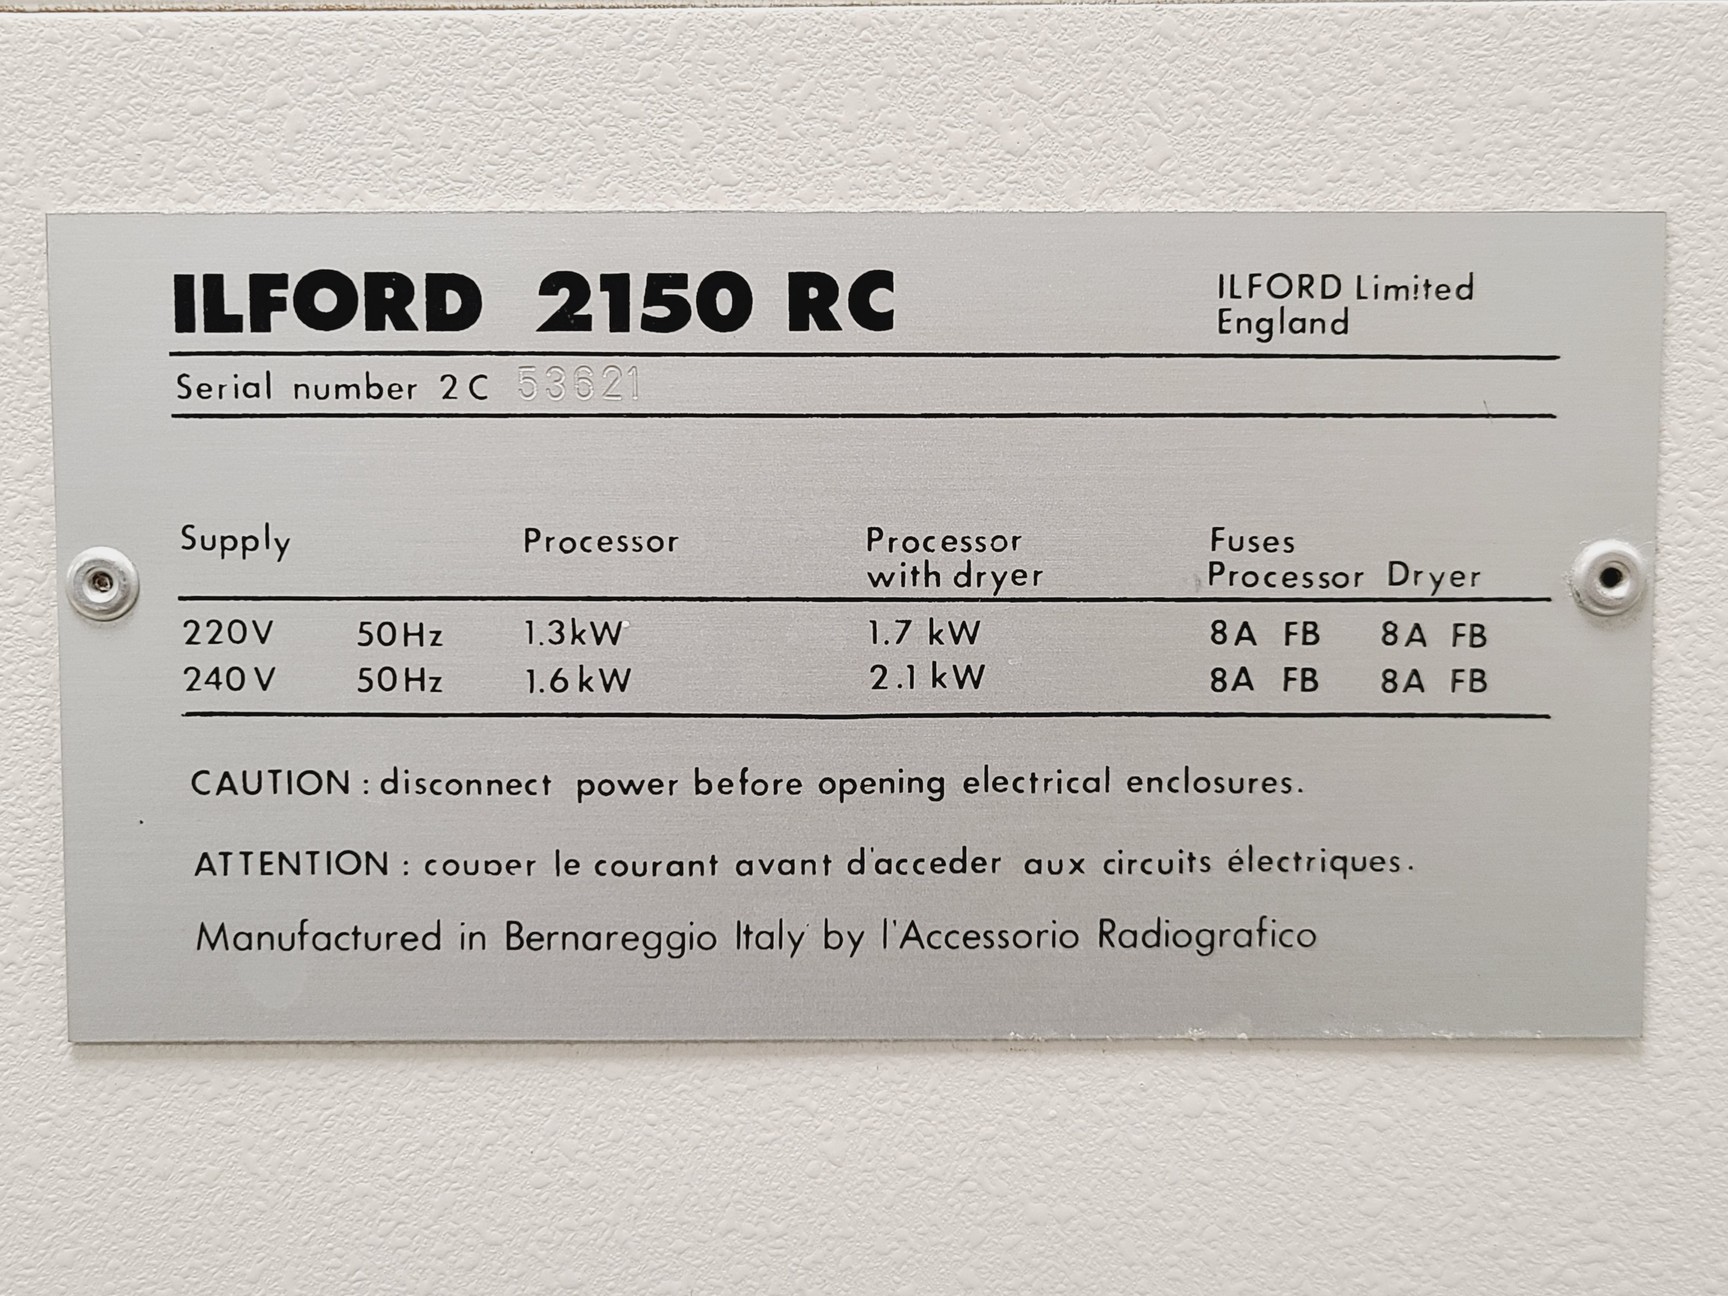 ILFORD 2150 RC
ILFORD Limited
England
Serial number 2C 53621
Supply Processor Processor with dryer Fuses Processor Dryer
220V 50Hz 1.3kW 1.7 kW 8A FB 8A FB
240V 50Hz 1.6kW 2.1 kW 8A FB 8A FB
CAUTION : disconnect power before opening electrical enclosures.
ATTENTION : couper le courant avant d'acceder aux circuits électriques.
Manufactured in Bernareggio Italy by l'Accessorio Radiografico